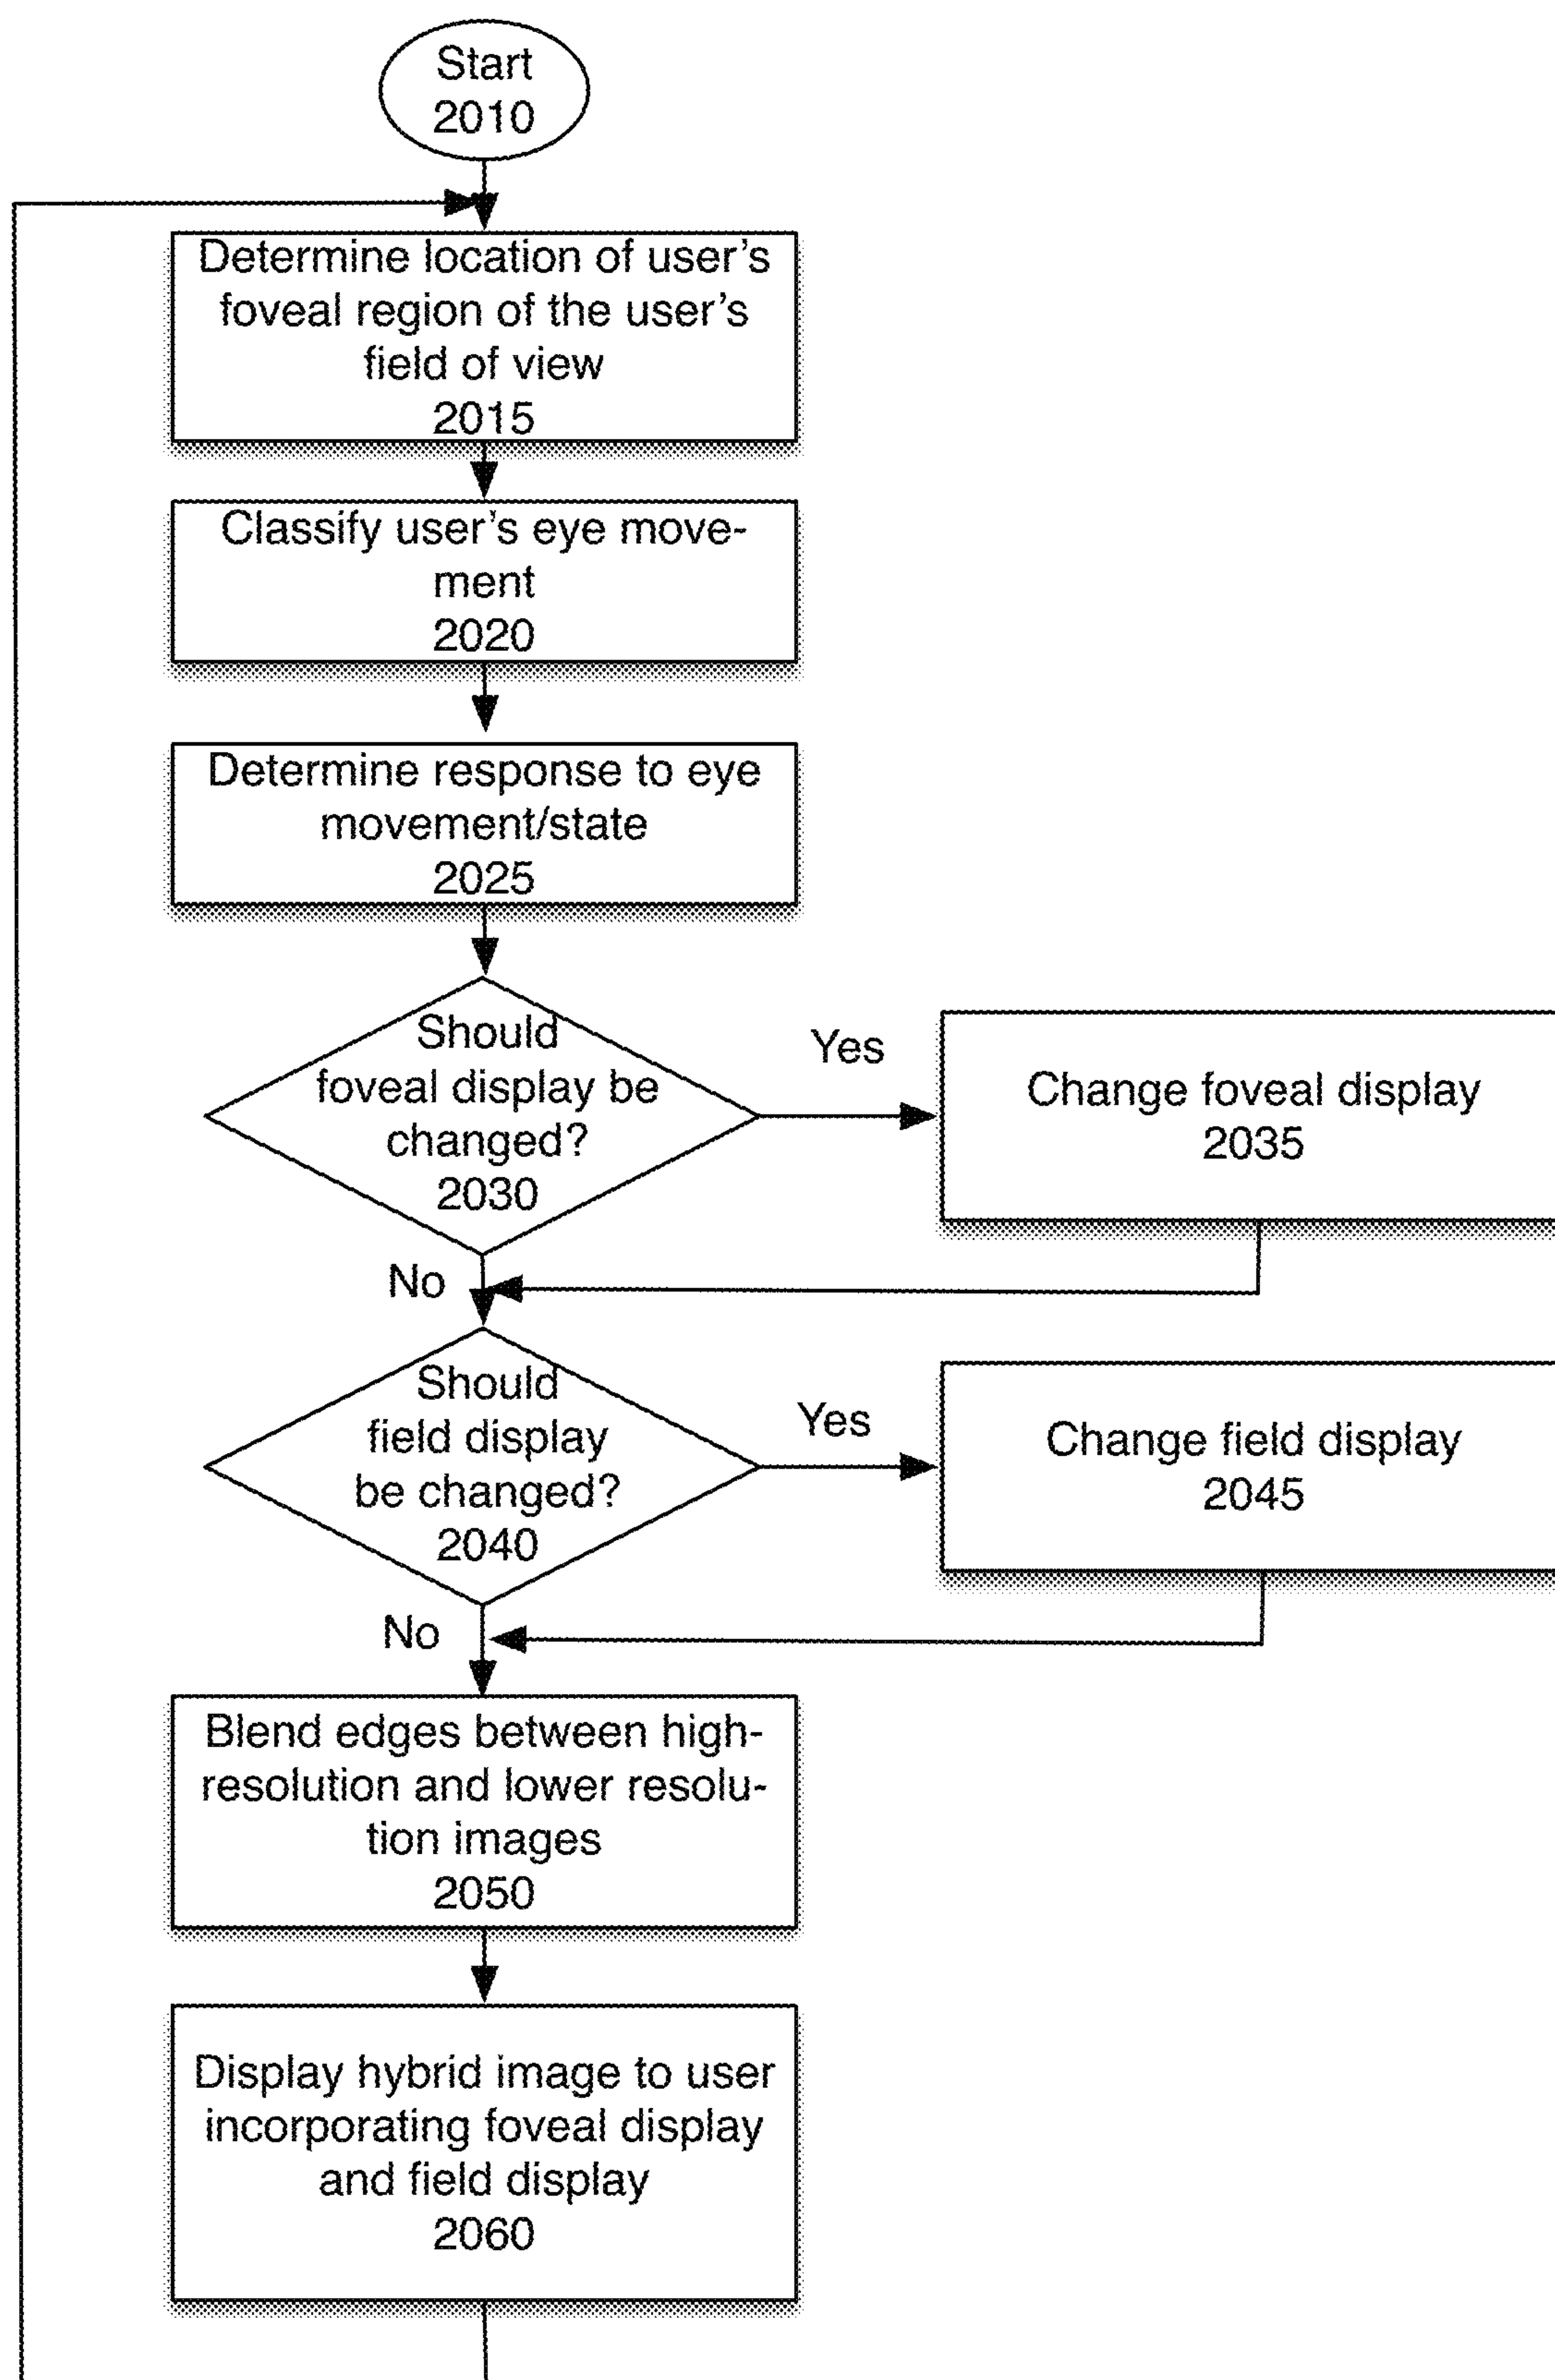 Start
2010
Determine location of user's
foveal region of the user's
field of view
2015
Classify user's eye move-
ment
2020
Determine response to eye
movement/state
2025
Should
foveal display be
changed?
2030
Yes
Change foveal display
2035
No
Should
field display
be changed?
2040
Yes
Change field display
2045
No
Blend edges between high-
resolution and lower resolu-
tion images
2050
Display hybrid image to user
incorporating foveal display
and field display
2060